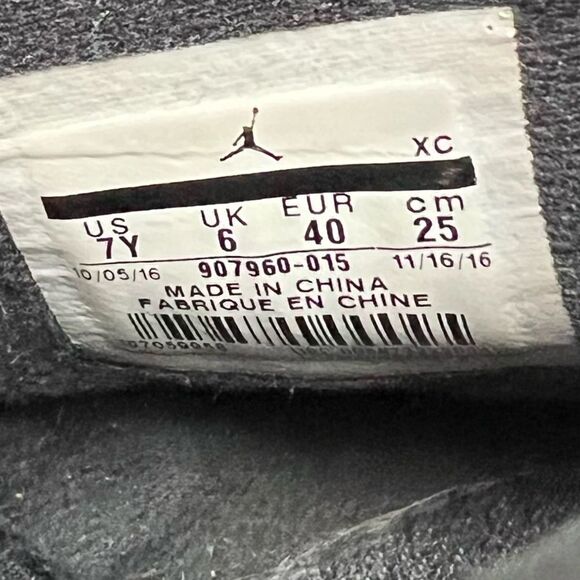 XC
US UK EUR cm
7Y 6 40 25
10/05/16 907960-015 11/16/16
MADE IN CHINA
FABRIQUE EN CHINE